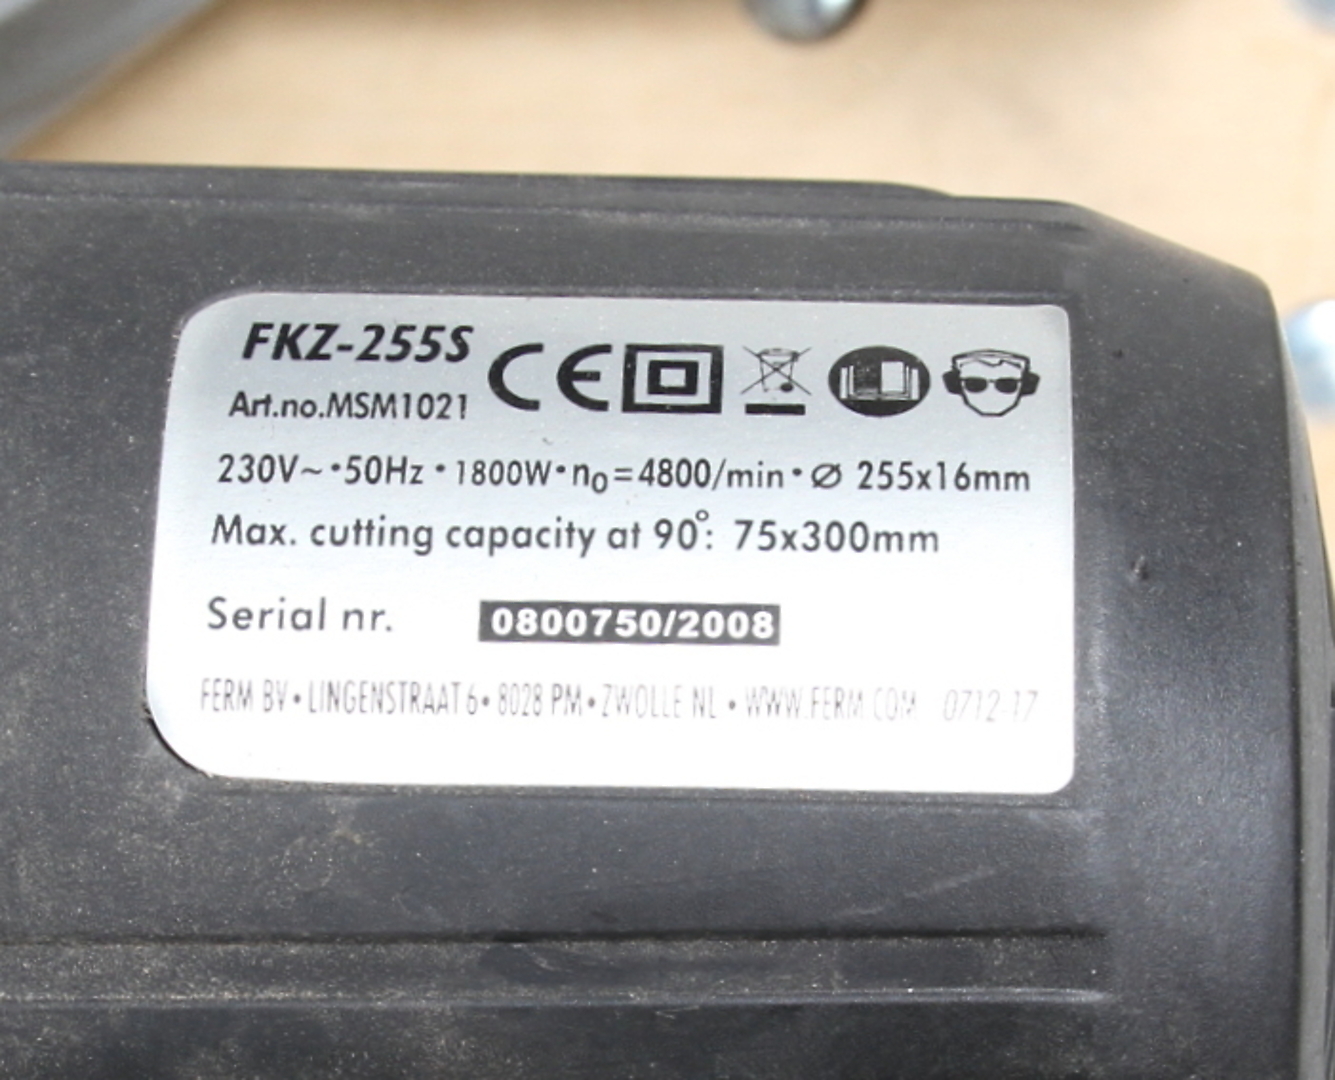 FKZ-255S
CE
Art.no.MSM1021
230V~ •50Hz • 1800W• n0=4800/min • Ø 255x16mm
Max. cutting capacity at 90°: 75x300mm
Serial nr. 0800750/2008
FERM BV • LINGENSTRAAT 6 • 8028 PM • ZWOLLE NL • WWW.FERM.COM 0712-17